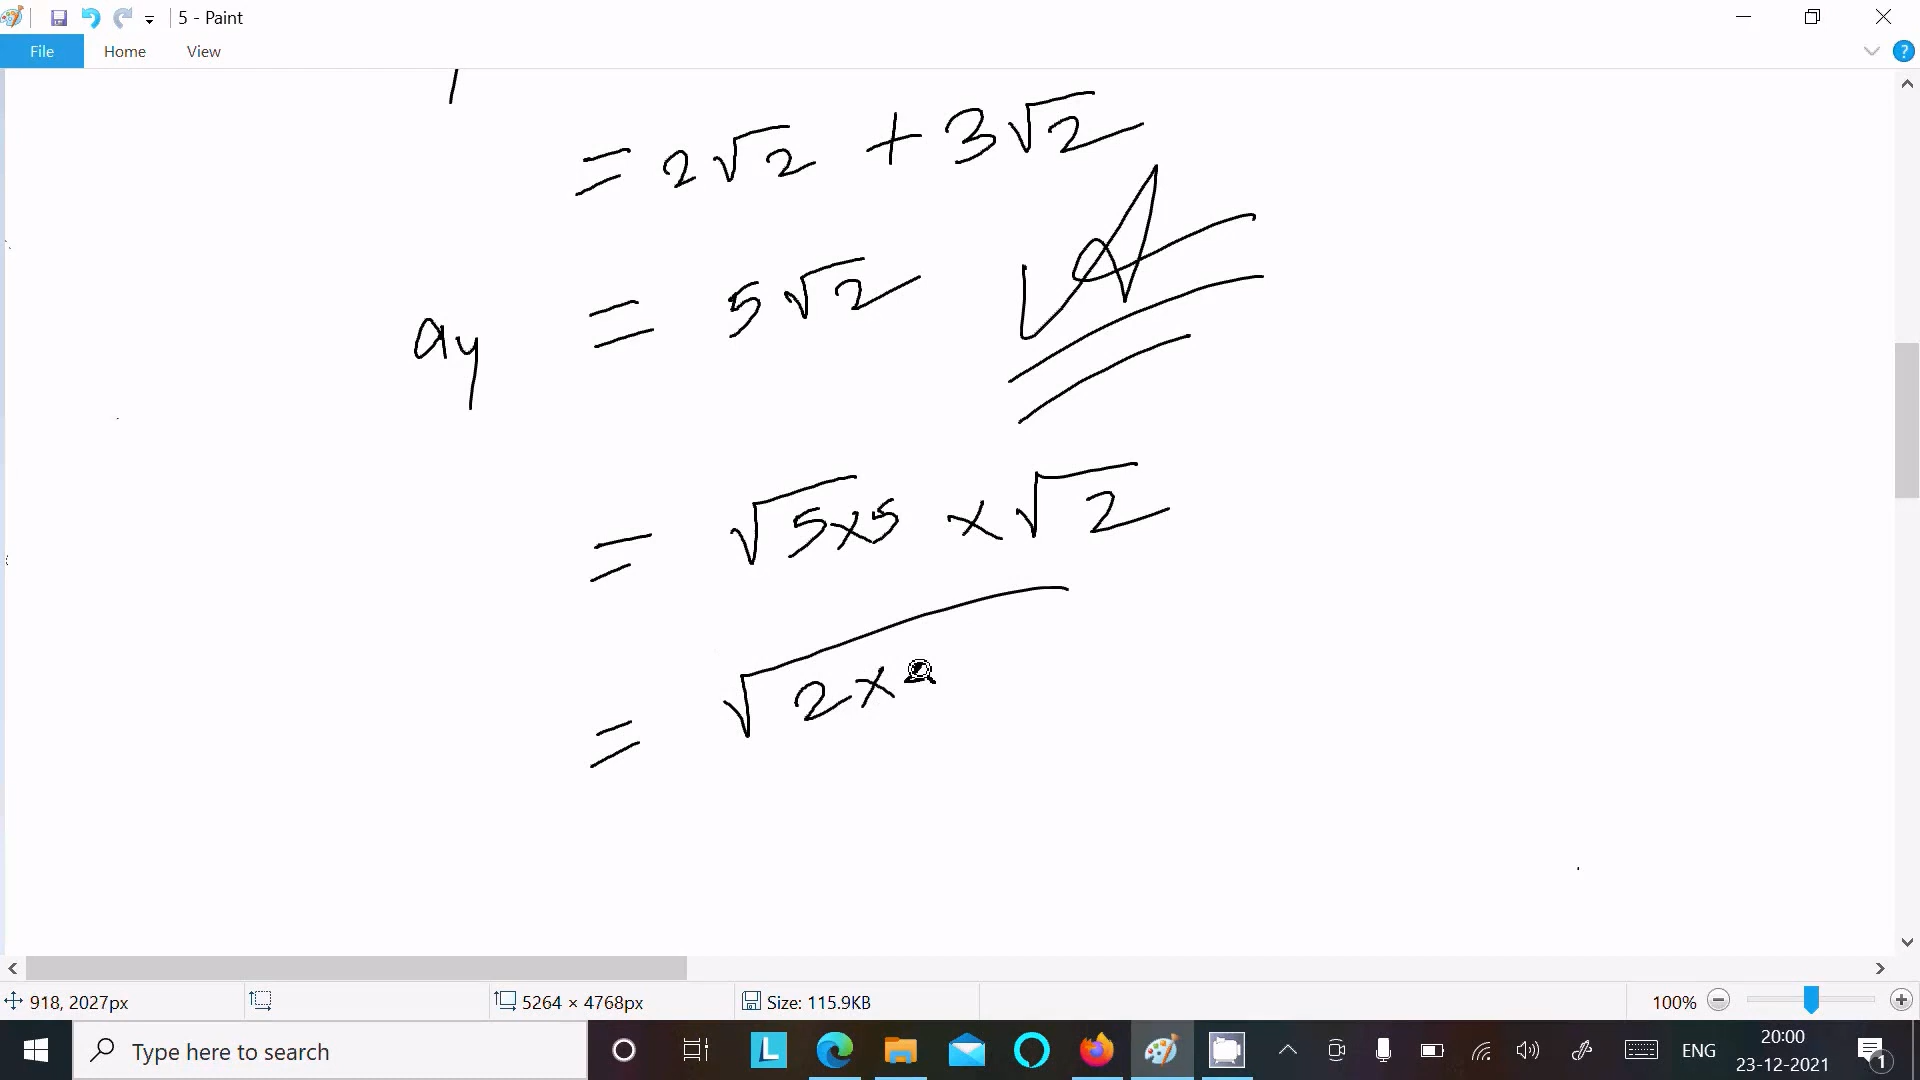 5 - Paint
File Home View
= 2√2 + 3√2
ay = 5√2
= √5x5 x √2
= √2x
918, 2027px 5264 × 4768px Size: 115.9KB 100%
Type here to search
L
ENG
20:00
23-12-2021
1